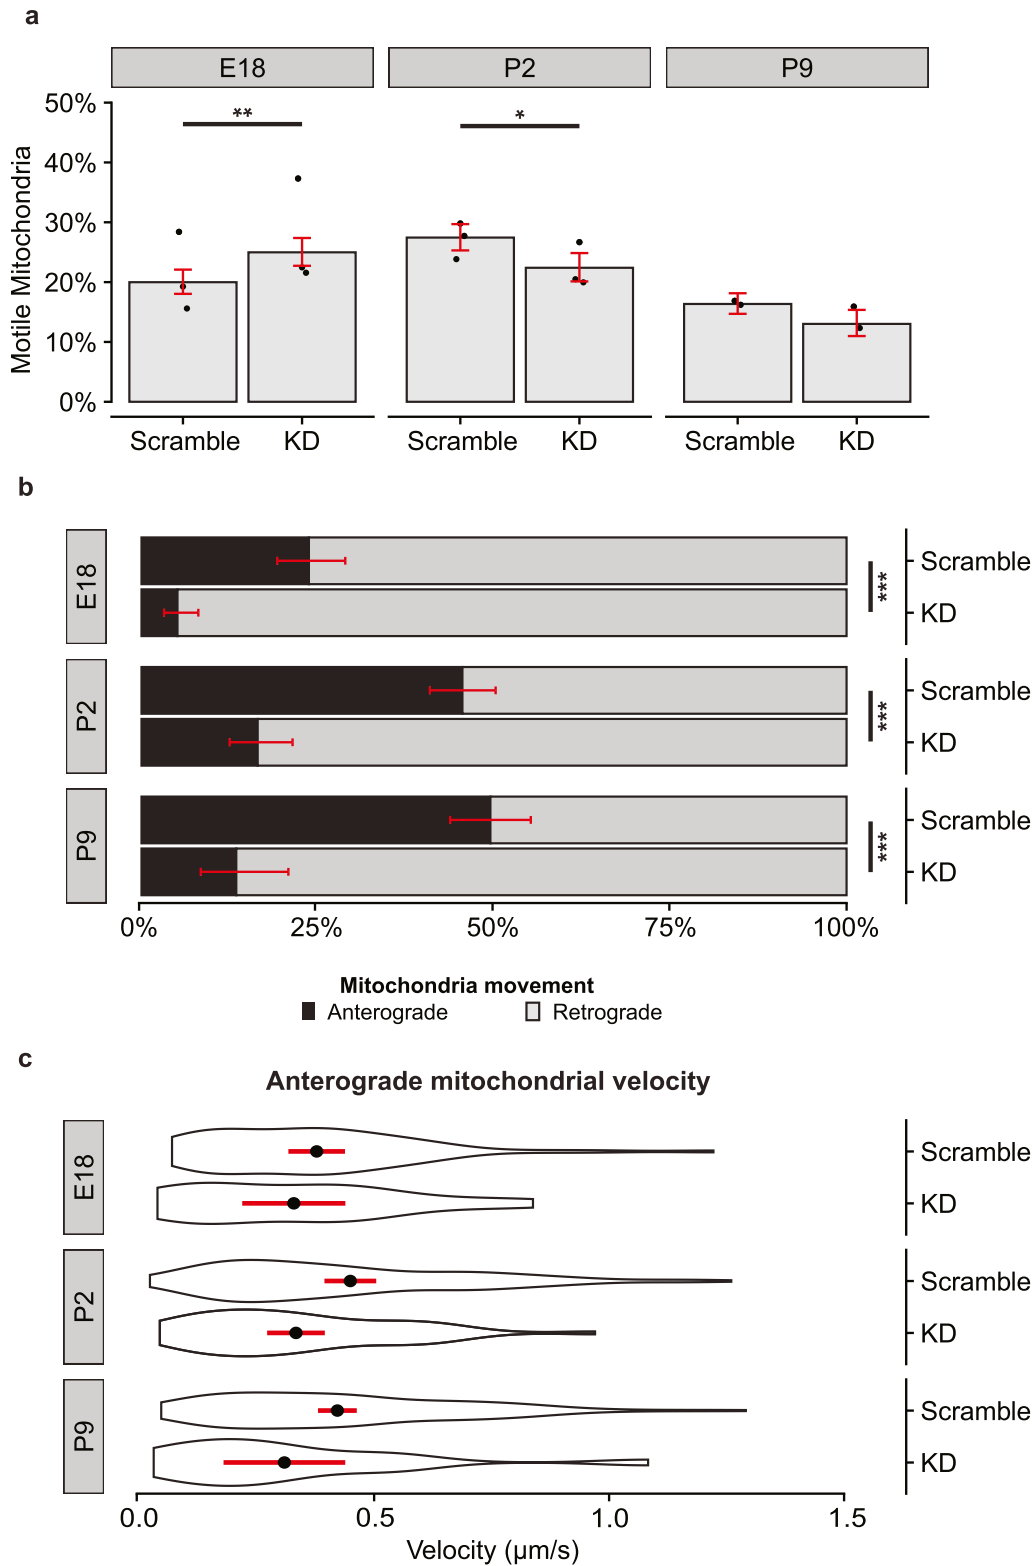 a
E18 P2 P9
Motile Mitochondria
50%
40%
30%
20%
10%
0%
** *
Scramble KD Scramble KD Scramble KD
b
E18
Scramble
KD
***
P2
Scramble
KD
***
P9
Scramble
KD
***
0% 25% 50% 75% 100%
Mitochondria movement
Anterograde Retrograde
c
Anterograde mitochondrial velocity
E18
Scramble
KD
P2
Scramble
KD
P9
Scramble
KD
0.0 0.5 1.0 1.5
Velocity (μm/s)